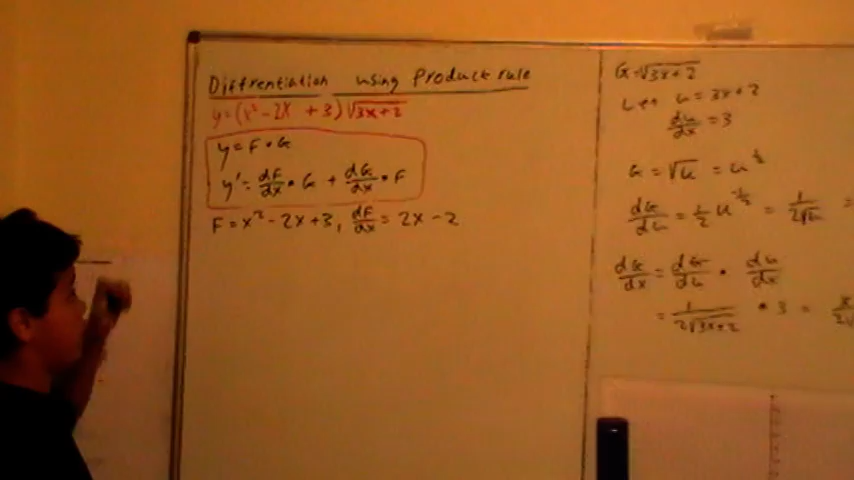 Diffrentiation using Product rule
y=(x²-2x+3)√3x+2
y=F•G
y'=dF/dx•G+dG/dx•F
F=x²-2x+3, dF/dx=2x-2
G=√3x+2
Let u=3x+2
du/dx=3
G=√u=u^1/2
dG/du=1/2u^-1/2=1/2√u=
dG/dx=dG/du•du/dx
=1/2√3x+2•3=